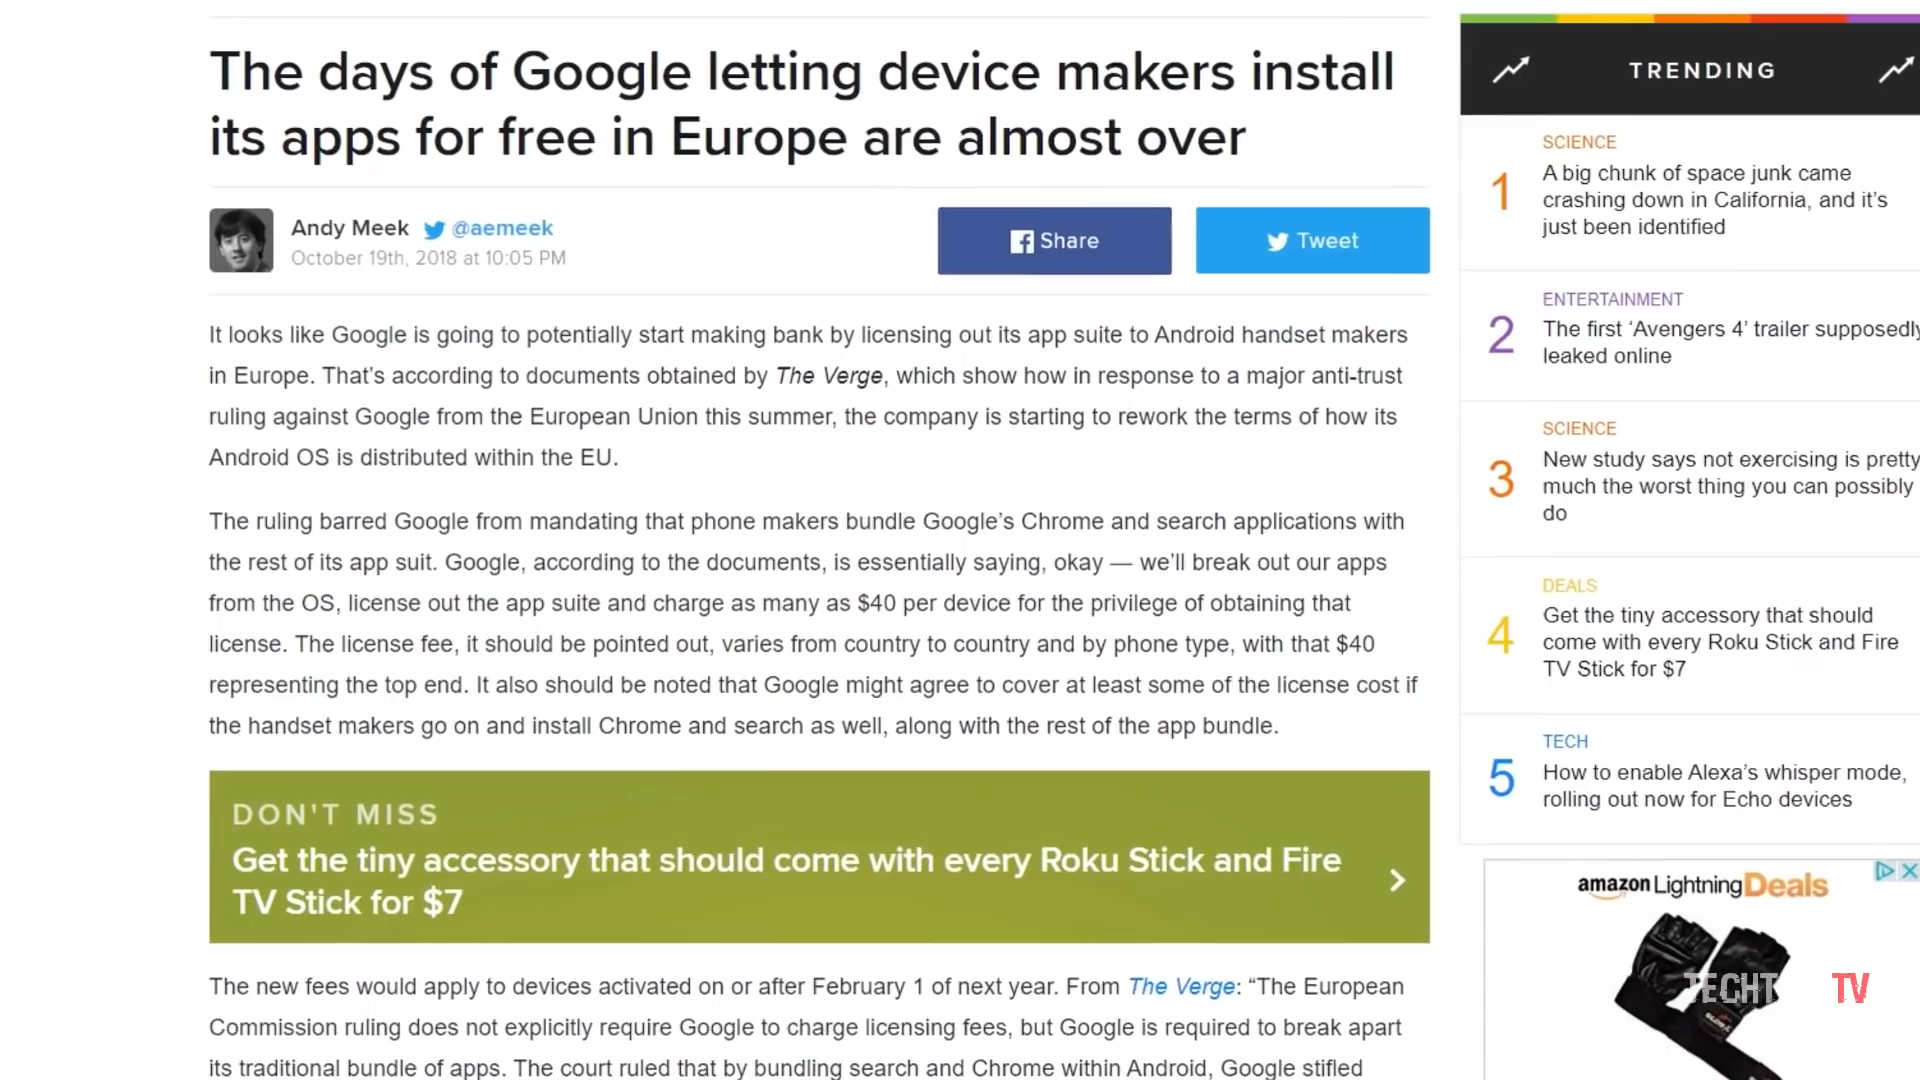 The days of Google letting device makers install
its apps for free in Europe are almost over
Andy Meek @aemeek
October 19th, 2018 at 10:05 PM
Share
Tweet
It looks like Google is going to potentially start making bank by licensing out its app suite to Android handset makers
in Europe. That’s according to documents obtained by The Verge, which show how in response to a major anti-trust
ruling against Google from the European Union this summer, the company is starting to rework the terms of how its
Android OS is distributed within the EU.
The ruling barred Google from mandating that phone makers bundle Google’s Chrome and search applications with
the rest of its app suit. Google, according to the documents, is essentially saying, okay — we’ll break out our apps
from the OS, license out the app suite and charge as many as $40 per device for the privilege of obtaining that
license. The license fee, it should be pointed out, varies from country to country and by phone type, with that $40
representing the top end. It also should be noted that Google might agree to cover at least some of the license cost if
the handset makers go on and install Chrome and search as well, along with the rest of the app bundle.
DON'T MISS
Get the tiny accessory that should come with every Roku Stick and Fire
TV Stick for $7
The new fees would apply to devices activated on or after February 1 of next year. From The Verge: “The European
Commission ruling does not explicitly require Google to charge licensing fees, but Google is required to break apart
its traditional bundle of apps. The court ruled that by bundling search and Chrome within Android, Google stifled
TRENDING
SCIENCE
1
A big chunk of space junk came
crashing down in California, and it’s
just been identified
ENTERTAINMENT
2
The first ‘Avengers 4’ trailer supposedly
leaked online
SCIENCE
3
New study says not exercising is pretty
much the worst thing you can possibly
do
DEALS
4
Get the tiny accessory that should
come with every Roku Stick and Fire
TV Stick for $7
TECH
5
How to enable Alexa’s whisper mode,
rolling out now for Echo devices
amazon Lightning Deals
TECHT TV